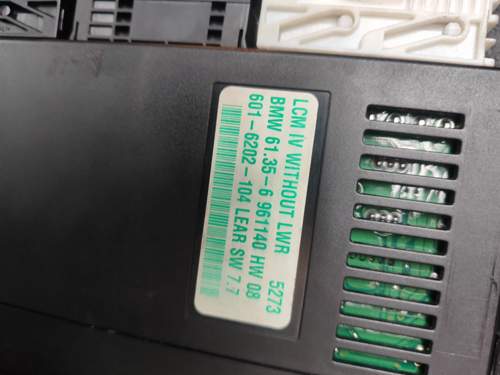 LCM IV WITHOUT LWR 5273
BMW 61.35-6 961140 HW 08
601-6202-104 LEAR SW 7.7